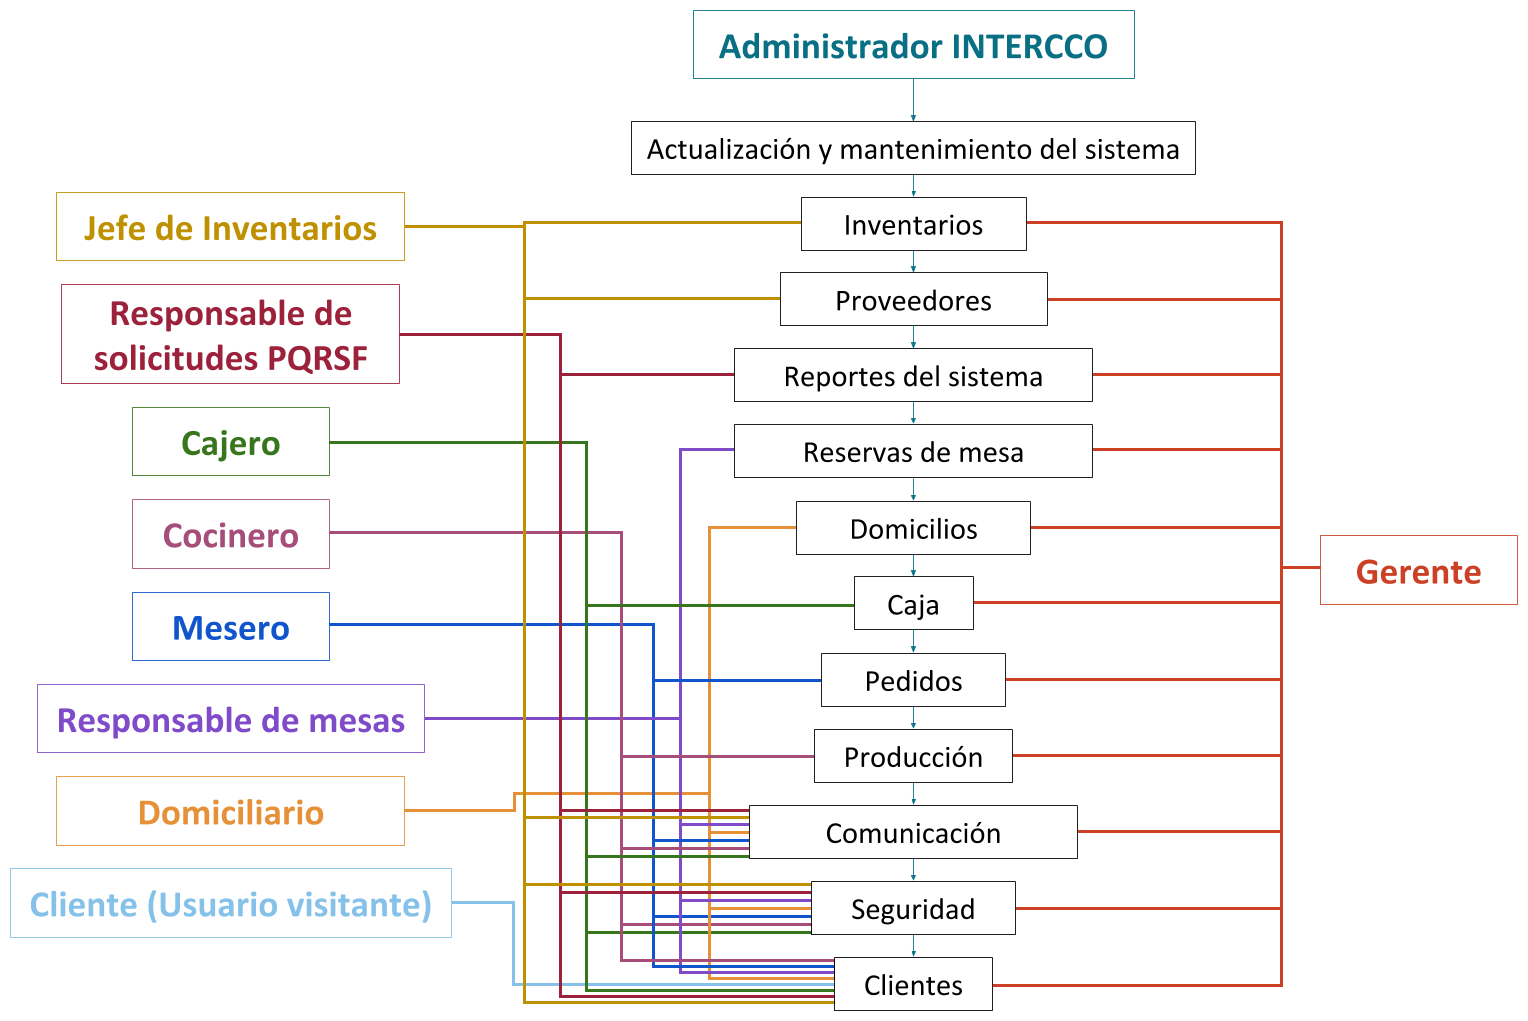 Administrador INTERCCO
Actualización y mantenimiento del sistema
Jefe de Inventarios
Inventarios
Proveedores
Responsable de
solicitudes PQRSF
Reportes del sistema
Cajero
Reservas de mesa
Cocinero
Domicilios
Gerente
Caja
Mesero
Pedidos
Responsable de mesas
Producción
Domiciliario
Comunicación
Cliente (Usuario visitante)
Seguridad
Clientes